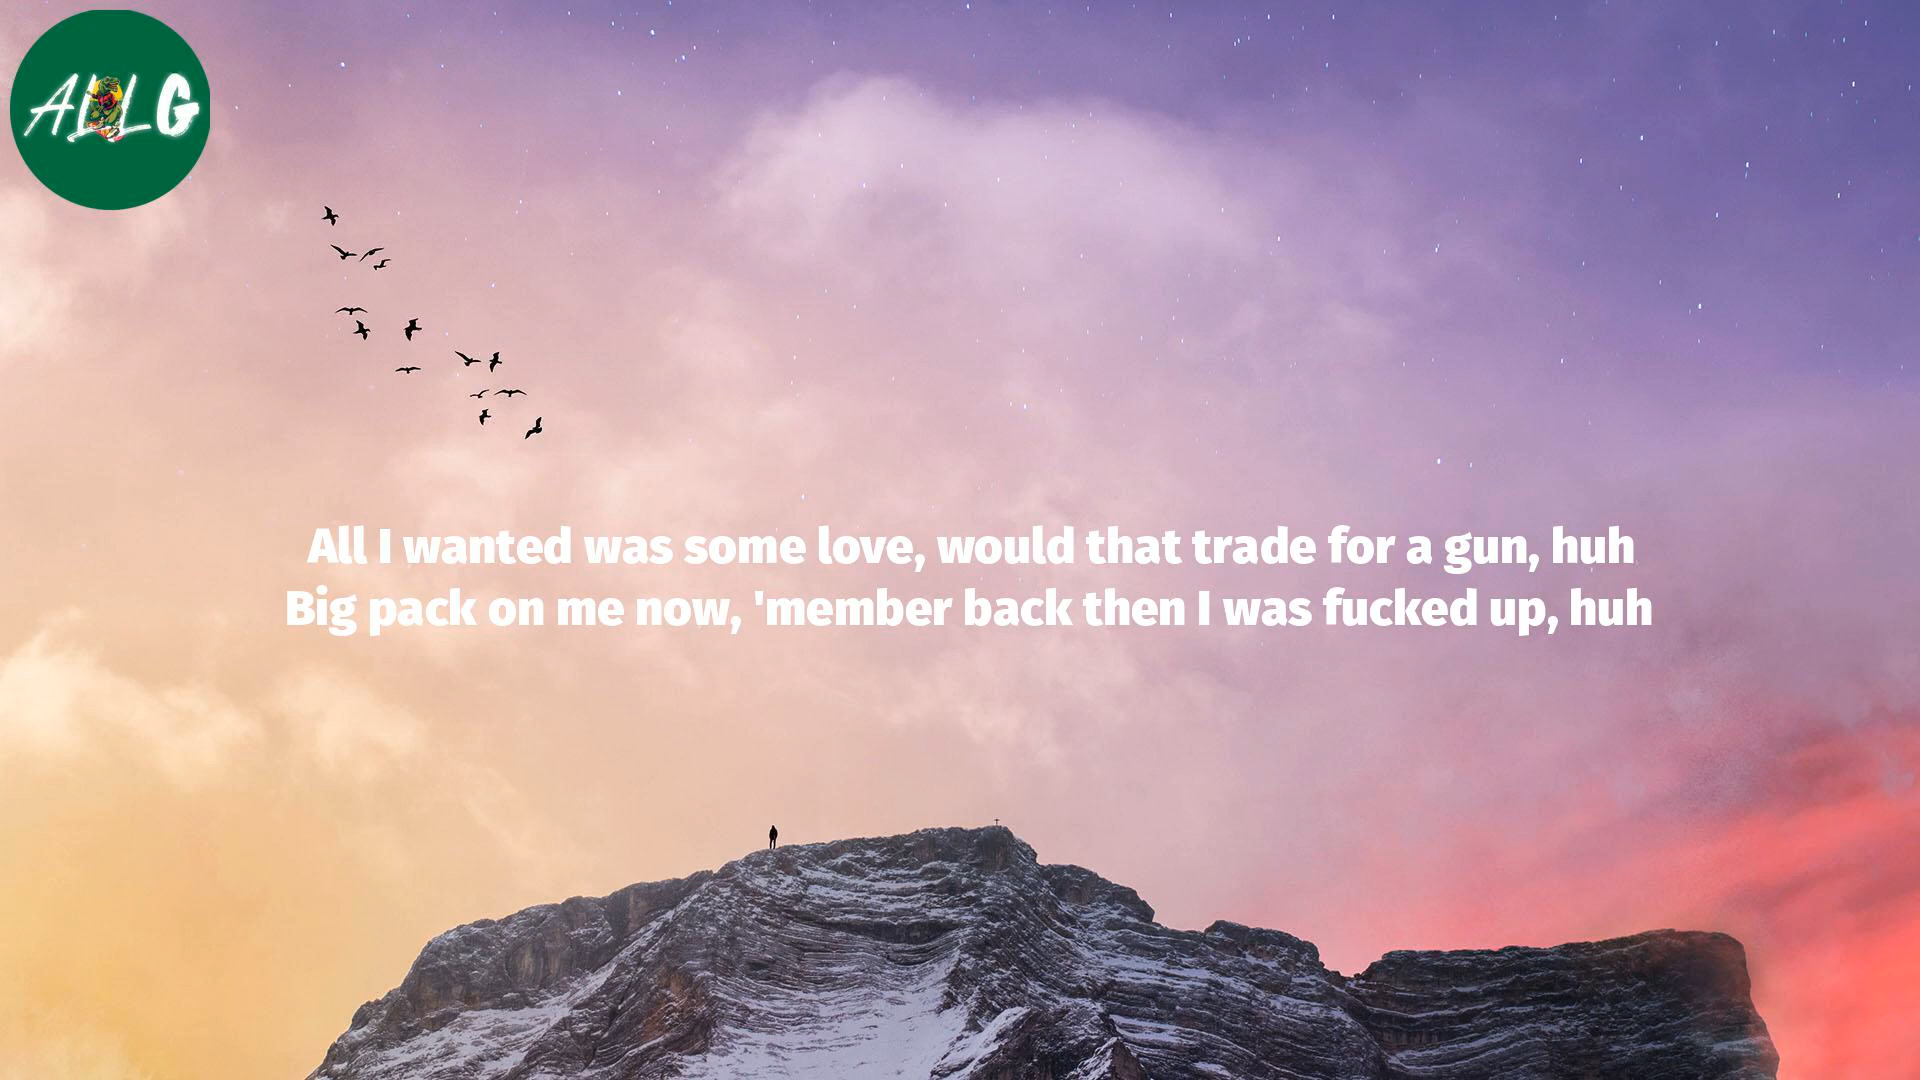 ALLG
All I wanted was some love, would that trade for a gun, huh
Big pack on me now, 'member back then I was fucked up, huh